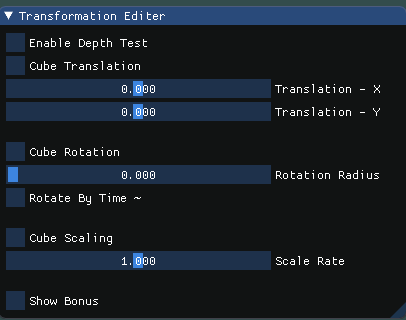 Transformation Editer
Enable Depth Test
Cube Translation
0.000 Translation - X
0.000 Translation - Y
Cube Rotation
0.000 Rotation Radius
Rotate By Time ~
Cube Scaling
1.000 Scale Rate
Show Bonus